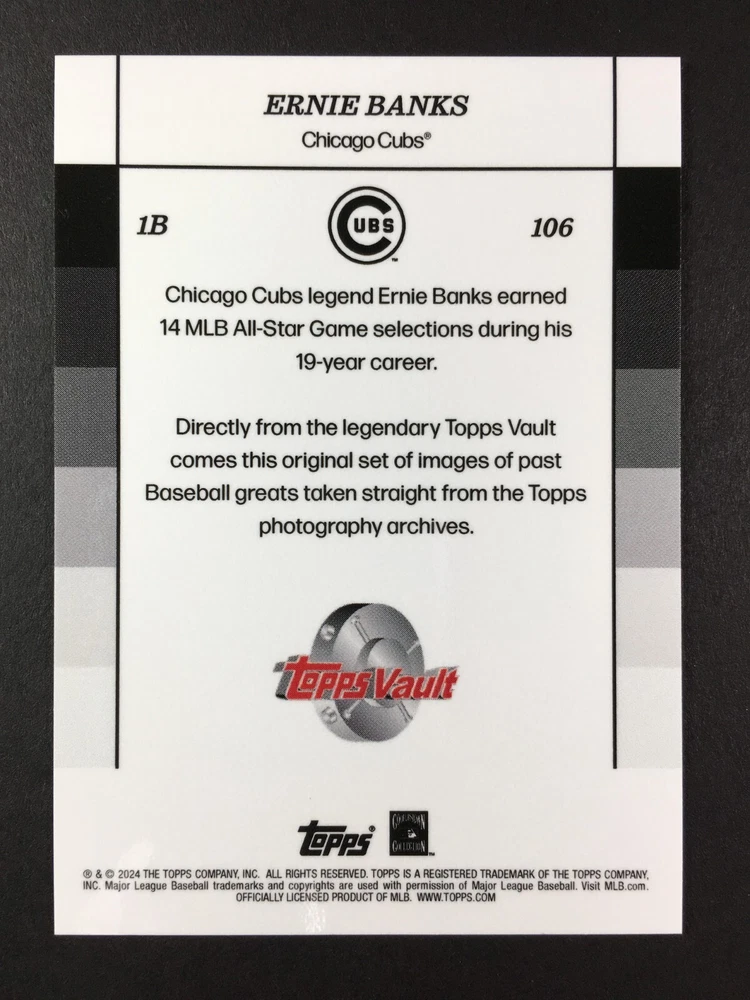 ERNIE BANKS
Chicago Cubs®
1B
CUBS
™
106
Chicago Cubs legend Ernie Banks earned
14 MLB All-Star Game selections during his
19-year career.
Directly from the legendary Topps Vault
comes this original set of images of past
Baseball greats taken straight from the Topps
photography archives.
Topps Vault
Topps®
COOPERSTOWN
COLLECTION
™
® & © 2024 THE TOPPS COMPANY, INC. ALL RIGHTS RESERVED. TOPPS IS A REGISTERED TRADEMARK OF THE TOPPS COMPANY,
INC. Major League Baseball trademarks and copyrights are used with permission of Major League Baseball. Visit MLB.com.
OFFICIALLY LICENSED PRODUCT OF MLB. WWW.TOPPS.COM